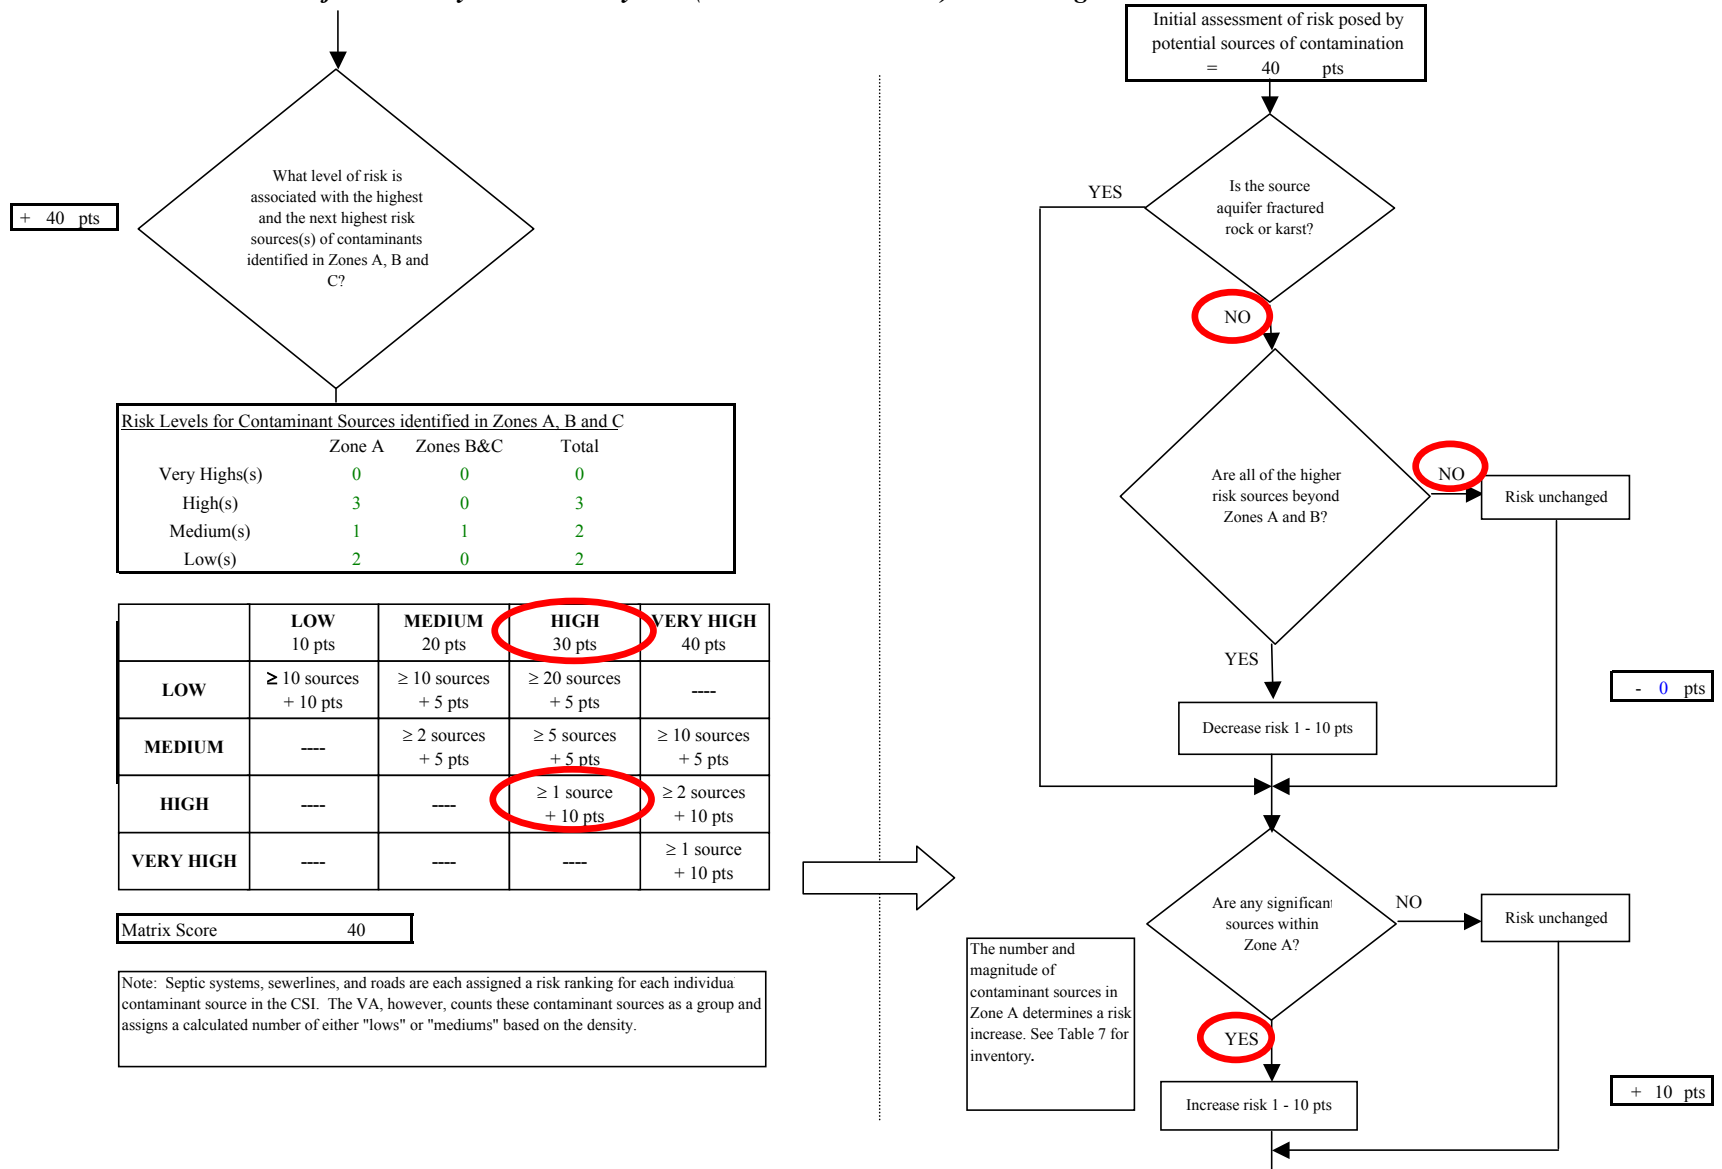 What level of risk is
associated with the highest
and the next highest risk
sources(s) of contaminants
identified in Zones A, B and
C?
+ 40 pts
Risk Levels for Contaminant Sources identified in Zones A, B and C
Zone A Zones B&C Total
Very Highs(s) 0 0 0
High(s) 3 0 3
Medium(s) 1 1 2
Low(s) 2 0 2
LOW MEDIUM HIGH VERY HIGH
10 pts 20 pts 30 pts 40 pts
LOW
≥ 10 sources ≥ 10 sources ≥ 20 sources ----
+ 10 pts + 5 pts + 5 pts
MEDIUM
---- ≥ 2 sources ≥ 5 sources ≥ 10 sources
+ 5 pts + 5 pts + 5 pts
HIGH
---- ---- ≥ 1 source ≥ 2 sources
+ 10 pts + 10 pts
VERY HIGH
---- ---- ---- ≥ 1 source
+ 10 pts
Matrix Score 40
Note: Septic systems, sewerlines, and roads are each assigned a risk ranking for each individua
contaminant source in the CSI. The VA, however, counts these contaminant sources as a group and
assigns a calculated number of either "lows" or "mediums" based on the density.
Initial assessment of risk posed by
potential sources of contamination
= 40 pts
Is the source
aquifer fractured
rock or karst?
YES
NO
Are all of the higher
risk sources beyond
Zones A and B?
NO
Risk unchanged
YES
Decrease risk 1 - 10 pts
- 0 pts
Are any significant
sources within
Zone A?
NO
Risk unchanged
The number and
magnitude of
contaminant sources in
Zone A determines a risk
increase. See Table 7 for
inventory.
YES
Increase risk 1 - 10 pts
+ 10 pts